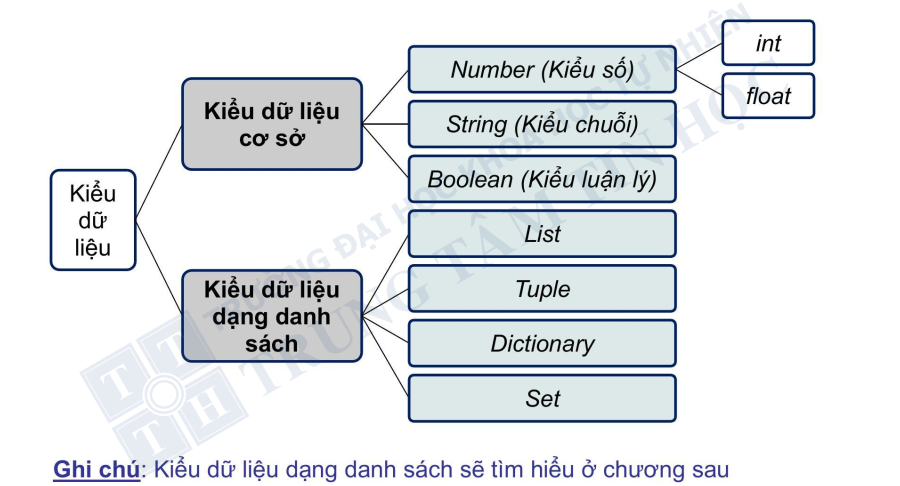 Kiểu
dữ
liệu
Kiểu dữ liệu
cơ sở
Number (Kiểu số)
int
float
String (Kiểu chuỗi)
Boolean (Kiểu luận lý)
Kiểu dữ liệu
dạng danh
sách
List
Tuple
Dictionary
Set
TRƯỜNG ĐẠI HỌC KHOA HỌC TỰ NHIÊN
TRUNG TÂM TIN HỌC
T
T
T
H
Ghi chú: Kiểu dữ liệu dạng danh sách sẽ tìm hiểu ở chương sau